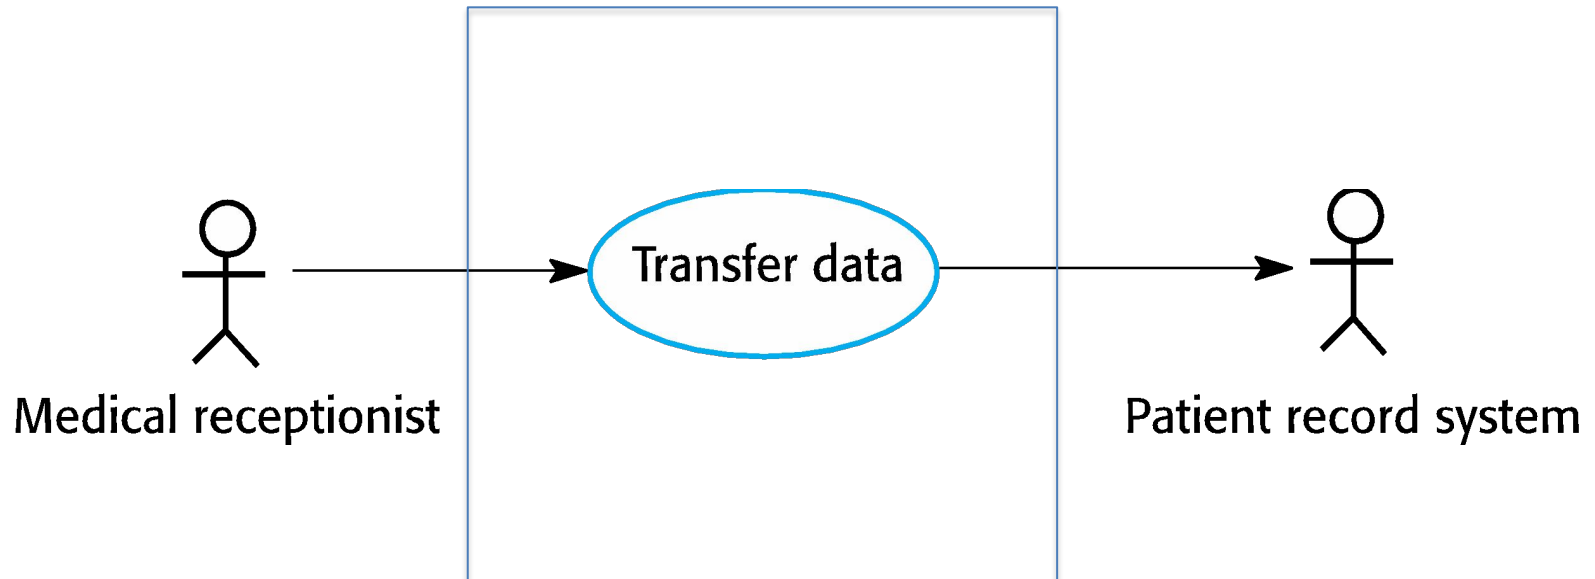 Transfer data
Medical receptionist
Patient record system